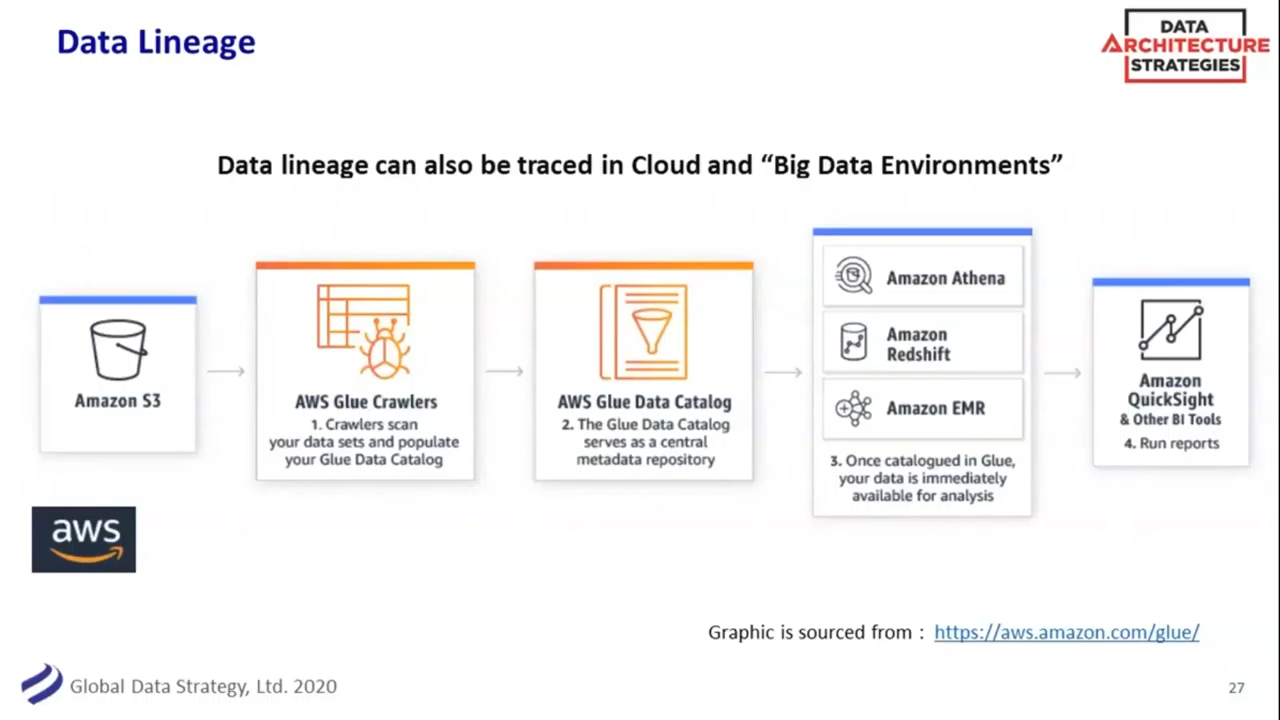 Data Lineage
DATA
ARCHITECTURE
STRATEGIES
Data lineage can also be traced in Cloud and “Big Data Environments”
Amazon S3
AWS Glue Crawlers
1. Crawlers scan
your data sets and populate
your Glue Data Catalog
AWS Glue Data Catalog
2. The Glue Data Catalog
serves as a central
metadata repository
Amazon Athena
Amazon
Redshift
Amazon EMR
3. Once catalogued in Glue,
your data is immediately
available for analysis
Amazon
QuickSight
& Other BI Tools
4. Run reports
aws
Graphic is sourced from : https://aws.amazon.com/glue/
Global Data Strategy, Ltd. 2020
27